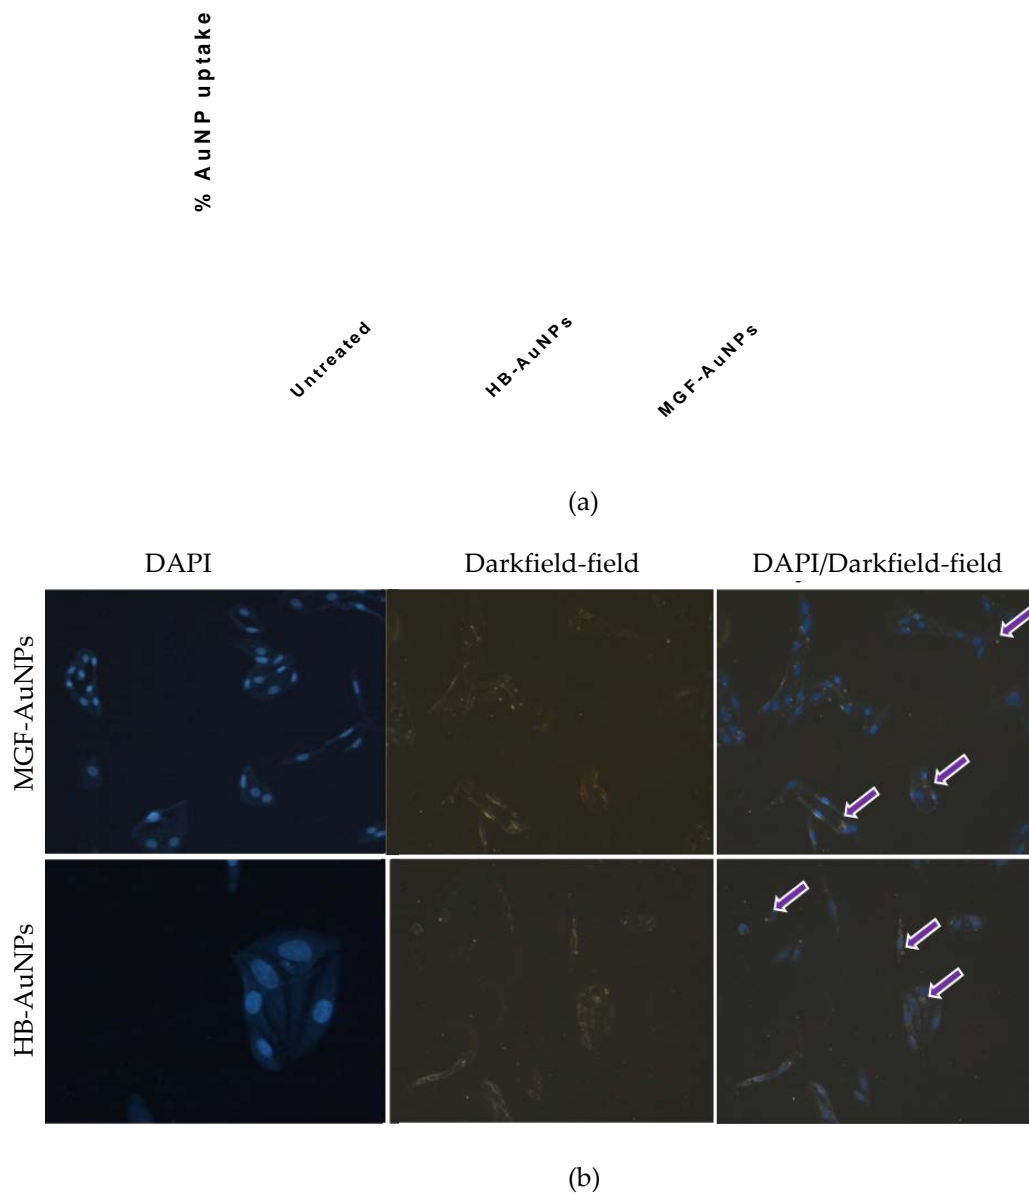 % AuNP uptake
Untreated
HB-AuNPs
MGF-AuNPs
(a)
DAPI
Darkfield-field
DAPI/Darkfield-field
MGF-AuNPs
HB-AuNPs
(b)